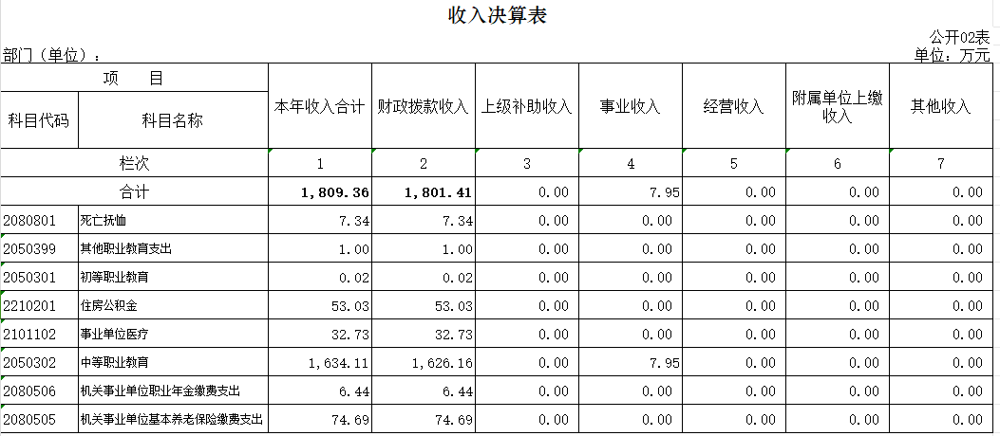 收入决算表
公开02表
部门（单位）： 单位：万元
项 目 本年收入合计 财政拨款收入 上级补助收入 事业收入 经营收入 附属单位上缴收入 其他收入
科目代码 科目名称
栏次 1 2 3 4 5 6 7
合计 1,809.36 1,801.41 0.00 7.95 0.00 0.00 0.00
2080801 死亡抚恤 7.34 7.34 0.00 0.00 0.00 0.00 0.00
2050399 其他职业教育支出 1.00 1.00 0.00 0.00 0.00 0.00 0.00
2050301 初等职业教育 0.02 0.02 0.00 0.00 0.00 0.00 0.00
2210201 住房公积金 53.03 53.03 0.00 0.00 0.00 0.00 0.00
2101102 事业单位医疗 32.73 32.73 0.00 0.00 0.00 0.00 0.00
2050302 中等职业教育 1,634.11 1,626.16 0.00 7.95 0.00 0.00 0.00
2080506 机关事业单位职业年金缴费支出 6.44 6.44 0.00 0.00 0.00 0.00 0.00
2080505 机关事业单位基本养老保险缴费支出 74.69 74.69 0.00 0.00 0.00 0.00 0.00